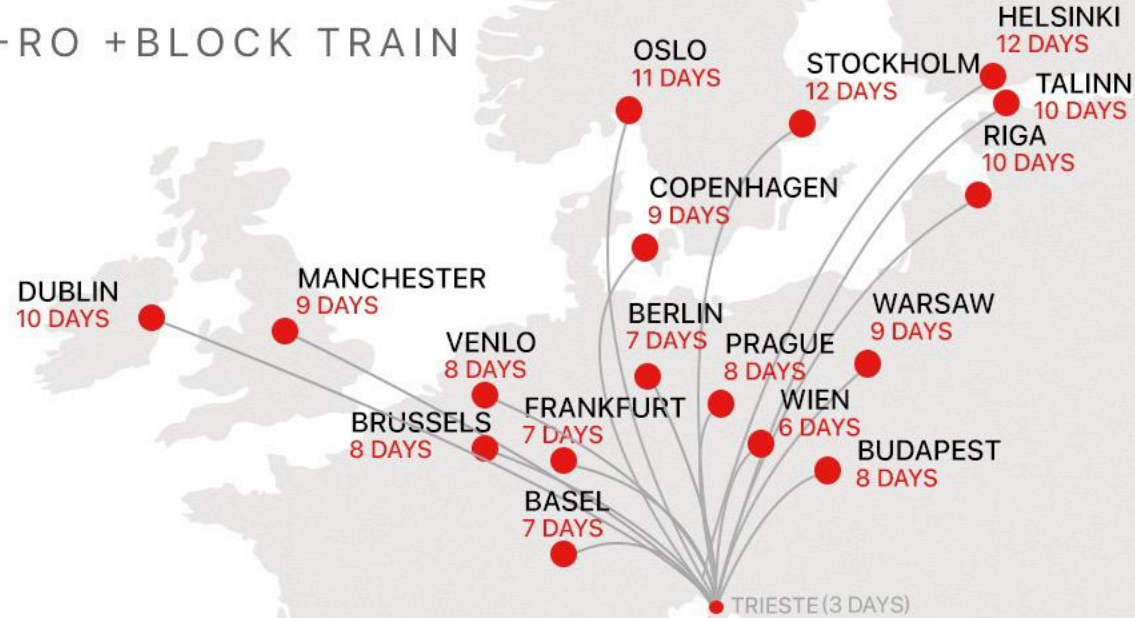 -RO +BLOCK TRAIN
HELSINKI
12 DAYS
OSLO
11 DAYS
STOCKHOLM
12 DAYS
TALINN
10 DAYS
RIGA
10 DAYS
COPENHAGEN
9 DAYS
DUBLIN
10 DAYS
MANCHESTER
9 DAYS
BERLIN
7 DAYS
WARSAW
9 DAYS
VENLO
8 DAYS
PRAGUE
8 DAYS
BRUSSELS
8 DAYS
FRANKFURT
7 DAYS
WIEN
6 DAYS
BUDAPEST
8 DAYS
BASEL
7 DAYS
TRIESTE (3 DAYS)